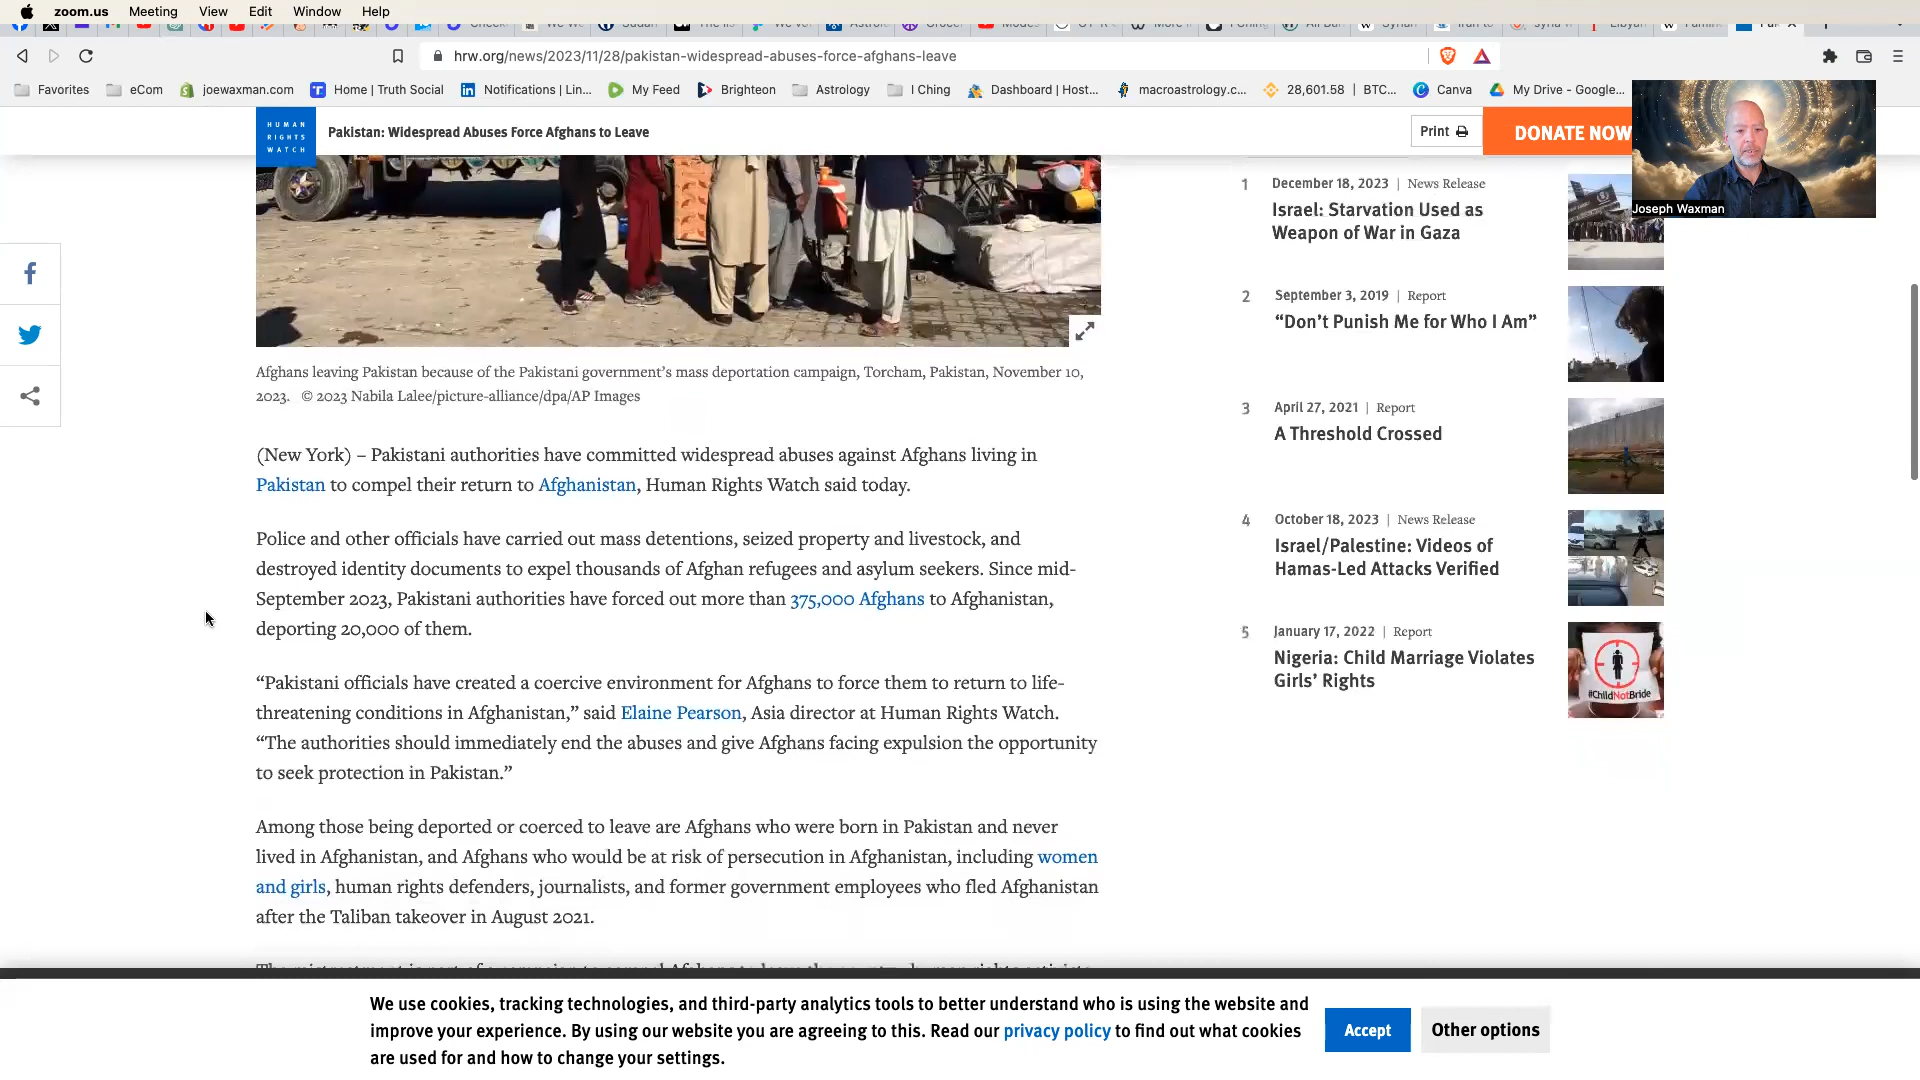 zoom.us Meeting View Edit Window Help
hrw.org/news/2023/11/28/pakistan-widespread-abuses-force-afghans-leave
Favorites eCom joewaxman.com Home | Truth Social Notifications | Lin... My Feed Brighteon Astrology I Ching Dashboard | Host... macroastrology.c... 28,601.58 | BTC... Canva My Drive - Google...
HUMAN
RIGHTS
WATCH
Pakistan: Widespread Abuses Force Afghans to Leave
Print
DONATE NOW
Joseph Waxman
Afghans leaving Pakistan because of the Pakistani government’s mass deportation campaign, Torcham, Pakistan, November 10,
2023. © 2023 Nabila Lalee/picture-alliance/dpa/AP Images
(New York) – Pakistani authorities have committed widespread abuses against Afghans living in
Pakistan to compel their return to Afghanistan, Human Rights Watch said today.
Police and other officials have carried out mass detentions, seized property and livestock, and
destroyed identity documents to expel thousands of Afghan refugees and asylum seekers. Since mid-
September 2023, Pakistani authorities have forced out more than 375,000 Afghans to Afghanistan,
deporting 20,000 of them.
“Pakistani officials have created a coercive environment for Afghans to force them to return to life-
threatening conditions in Afghanistan,” said Elaine Pearson, Asia director at Human Rights Watch.
“The authorities should immediately end the abuses and give Afghans facing expulsion the opportunity
to seek protection in Pakistan.”
Among those being deported or coerced to leave are Afghans who were born in Pakistan and never
lived in Afghanistan, and Afghans who would be at risk of persecution in Afghanistan, including women
and girls, human rights defenders, journalists, and former government employees who fled Afghanistan
after the Taliban takeover in August 2021.
1 December 18, 2023 | News Release
Israel: Starvation Used as
Weapon of War in Gaza
2 September 3, 2019 | Report
“Don’t Punish Me for Who I Am”
3 April 27, 2021 | Report
A Threshold Crossed
4 October 18, 2023 | News Release
Israel/Palestine: Videos of
Hamas-Led Attacks Verified
5 January 17, 2022 | Report
Nigeria: Child Marriage Violates
Girls’ Rights
#ChildNotBride
We use cookies, tracking technologies, and third-party analytics tools to better understand who is using the website and
improve your experience. By using our website you are agreeing to this. Read our privacy policy to find out what cookies
are used for and how to change your settings.
Accept
Other options